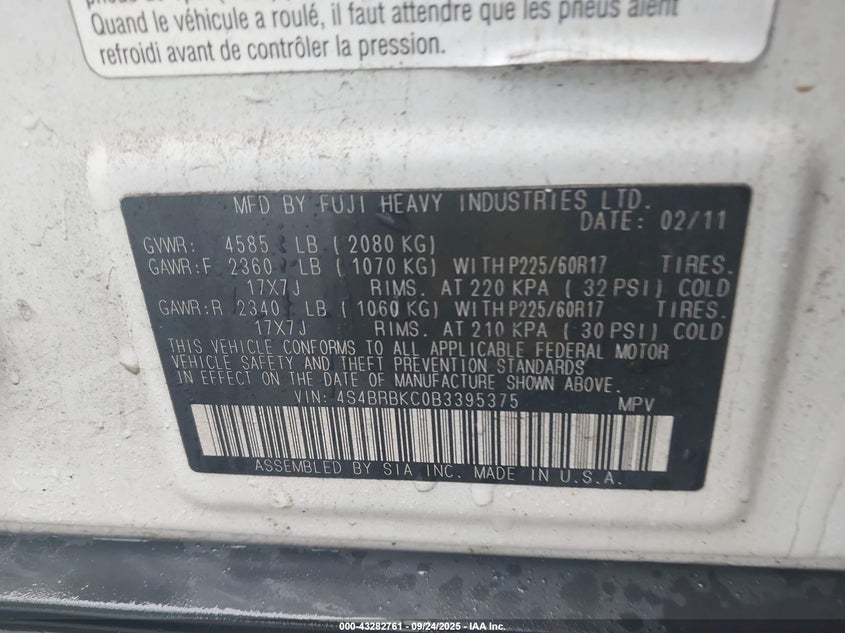 Quand le véhicule a roulé, il faut attendre que les pneus aient
refroidi avant de contrôler la pression.
MFD BY FUJI HEAVY INDUSTRIES LTD.
DATE: 02/11
GVWR: 4585 LB ( 2080 KG)
GAWR:F 2360 LB ( 1070 KG) WITH P225/60R17 TIRES.
17X7J RIMS. AT 220 KPA ( 32 PSI) COLD
GAWR:R 2340 LB ( 1060 KG) WITH P225/60R17 TIRES.
17X7J RIMS. AT 210 KPA ( 30 PSI) COLD
THIS VEHICLE CONFORMS TO ALL APPLICABLE FEDERAL MOTOR
VEHICLE SAFETY AND THEFT PREVENTION STANDARDS
IN EFFECT ON THE DATE OF MANUFACTURE SHOWN ABOVE.
VIN: 4S4BRBKC0B3395375 MPV
ASSEMBLED BY SIA INC. MADE IN U.S.A.
000-43282761 - 09/24/2025 - IAA Inc.